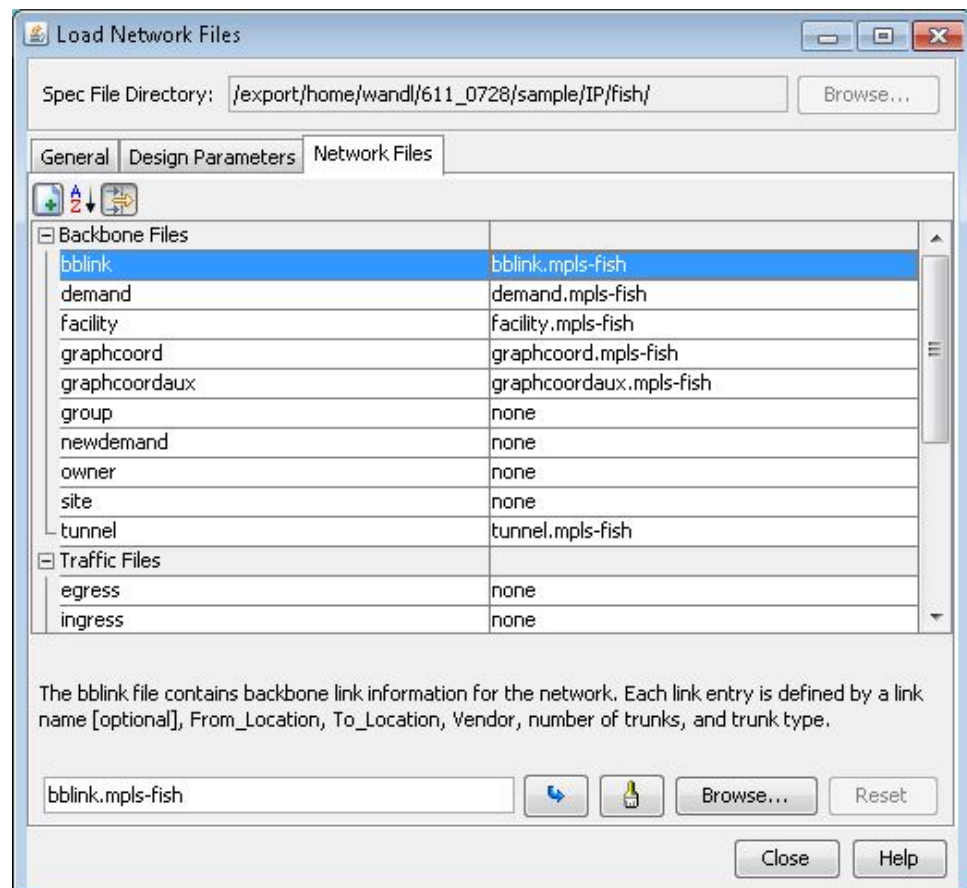 Load Network Files
Spec File Directory: /export/home/wandl/611_0728/sample/IP/fish/ Browse...
General Design Parameters Network Files
A
Z
Backbone Files
bblink bblink.mpls-fish
demand demand.mpls-fish
facility facility.mpls-fish
graphcoord graphcoord.mpls-fish
graphcoordaux graphcoordaux.mpls-fish
group none
newdemand none
owner none
site none
tunnel tunnel.mpls-fish
Traffic Files
egress none
ingress none
The bblink file contains backbone link information for the network. Each link entry is defined by a link
name [optional], From_Location, To_Location, Vendor, number of trunks, and trunk type.
bblink.mpls-fish Browse... Reset
Close Help